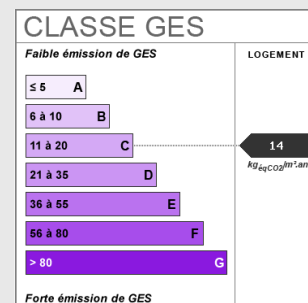 CLASSE GES
Faible émission de GES
LOGEMENT
≤ 5 A
6 à 10 B
11 à 20 C
14
kgéqCO2/m².an
21 à 35 D
36 à 55 E
56 à 80 F
> 80 G
Forte émission de GES